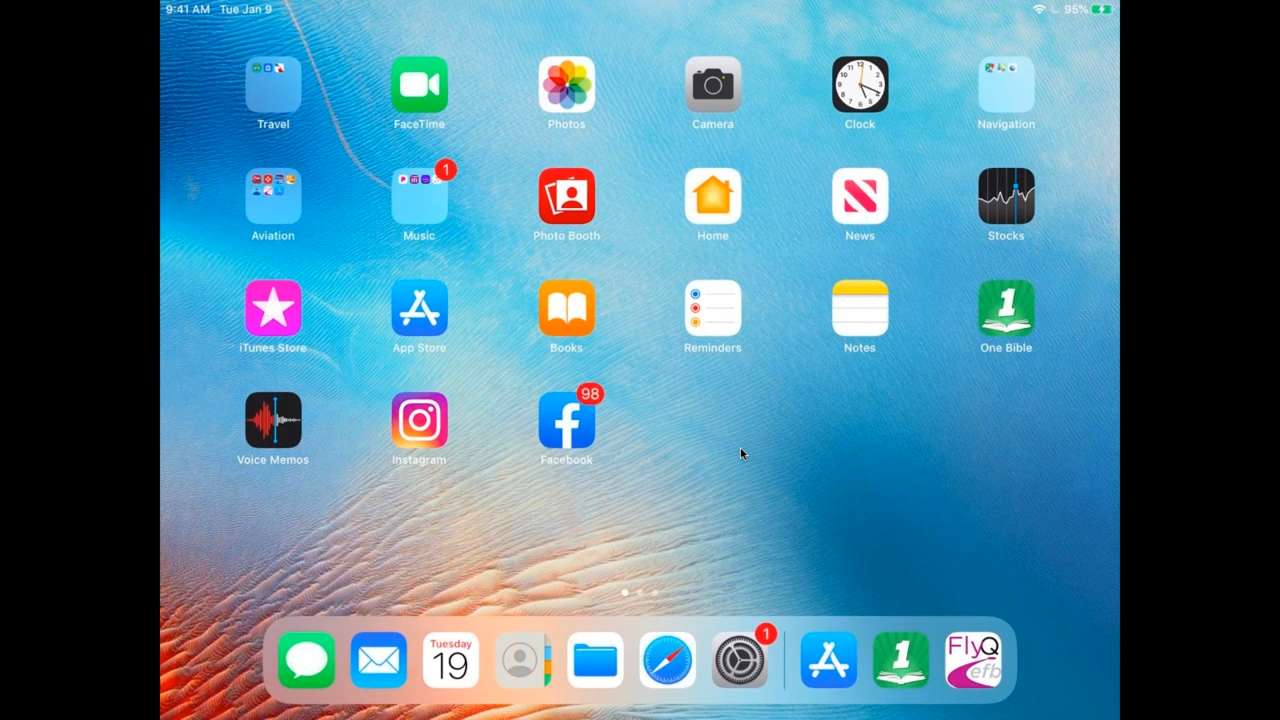 9:41 AM Tue Jan 9 95%
Travel FaceTime Photos Camera Clock Navigation
1
Aviation Music Photo Booth Home News Stocks
1
iTunes Store App Store Books Reminders Notes One Bible
98
Voice Memos Instagram Facebook
Tuesday
19
1
1
FlyQ
efb